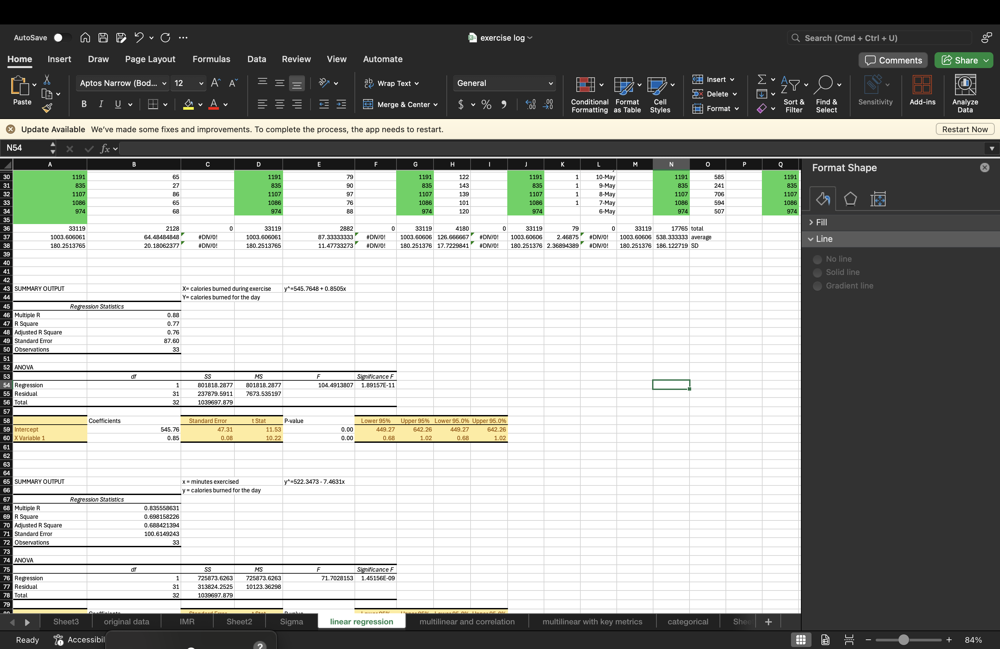 AutoSave
exercise log
Search (Cmd + Ctrl + U)
Home Insert Draw Page Layout Formulas Data Review View Automate
Comments Share
Paste
Aptos Narrow (Bod... 12
B I U
Wrap Text
Merge & Center
General
Conditional Formatting
Format as Table
Cell Styles
Insert
Delete
Format
Sort & Filter
Find & Select
Sensitivity
Add-ins
Analyze Data
Update Available We've made some fixes and improvements. To complete the process, the app needs to restart. Restart Now
N54 fx
A B C D E F G H I J K L M N O P Q
30 1191 65 1191 79 1191 122 1191 1 10-May 1191 585 1191
31 835 27 835 90 835 143 835 1 9-May 835 241 835
32 1107 86 1107 97 1107 139 1107 1 8-May 1107 706 1107
33 1086 65 1086 76 1086 101 1086 1 7-May 1086 594 1086
34 974 68 974 88 974 120 974 6-May 974 507 974
35
36 33119 2128 0 33119 2882 0 33119 4180 0 33119 79 0 33119 17765 total
37 1003.606061 64.48484848 #DIV/0! 1003.606061 87.33333333 #DIV/0! 1003.60606 126.666667 #DIV/0! 1003.60606 2.46875 #DIV/0! 1003.60606 538.333333 average
38 180.2513765 20.18062377 #DIV/0! 180.2513765 11.47733273 #DIV/0! 180.251376 17.7229841 #DIV/0! 180.251376 2.36894389 #DIV/0! 180.251376 186.122719 SD
39
40
41
42
43 SUMMARY OUTPUT X= calories burned during exercise y^=545.7648 + 0.8505x
44 Y= calories burned for the day
45 Regression Statistics
46 Multiple R 0.88
47 R Square 0.77
48 Adjusted R Square 0.76
49 Standard Error 87.60
50 Observations 33
51
52 ANOVA
53 df SS MS F Significance F
54 Regression 1 801818.2877 801818.2877 104.4913807 1.89157E-11
55 Residual 31 237879.5911 7673.535197
56 Total 32 1039697.879
57
58 Coefficients Standard Error t Stat P-value Lower 95% Upper 95% Lower 95.0% Upper 95.0%
59 Intercept 545.76 47.31 11.53 0.00 449.27 642.26 449.27 642.26
60 X Variable 1 0.85 0.08 10.22 0.00 0.68 1.02 0.68 1.02
61
62
63
64
65 SUMMARY OUTPUT x = minutes exercised y^=522.3473 - 7.4631x
66 y = calories burned for the day
67 Regression Statistics
68 Multiple R 0.835558631
69 R Square 0.698158226
70 Adjusted R Square 0.688421394
71 Standard Error 100.6149243
72 Observations 33
73
74 ANOVA
75 df SS MS F Significance F
76 Regression 1 725873.6263 725873.6263 71.7028153 1.45156E-09
77 Residual 31 313824.2525 10123.36298
78 Total 32 1039697.879
79
Format Shape
Fill
Line
No line
Solid line
Gradient line
Sheet3 original data IMR Sheet2 Sigma linear regression multilinear and correlation multilinear with key metrics categorical Shee +
Ready Accessibil ? 84%